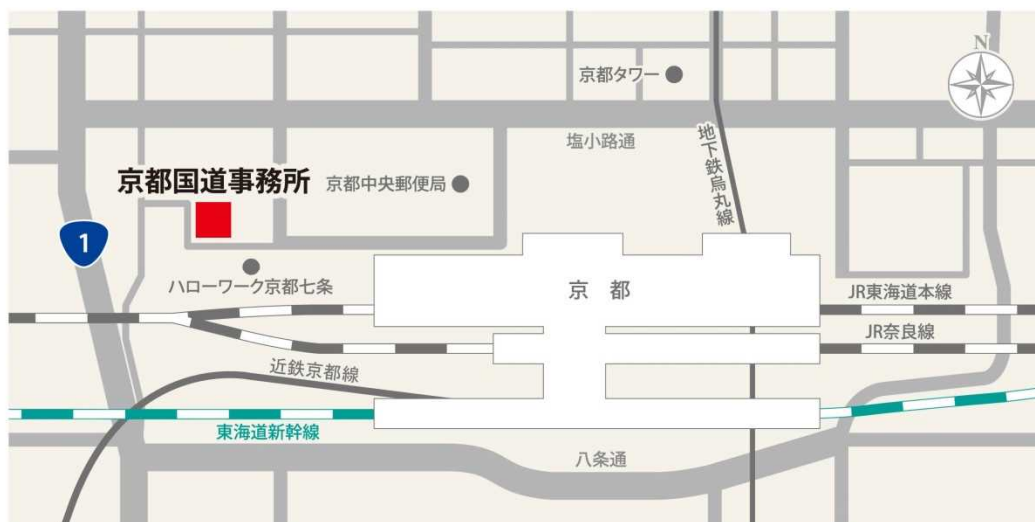 N
京都タワー
塩小路通
地下鉄烏丸線
京都国道事務所
京都中央郵便局
1
ハローワーク京都七条
京都
JR東海道本線
JR奈良線
近鉄京都線
東海道新幹線
八条通